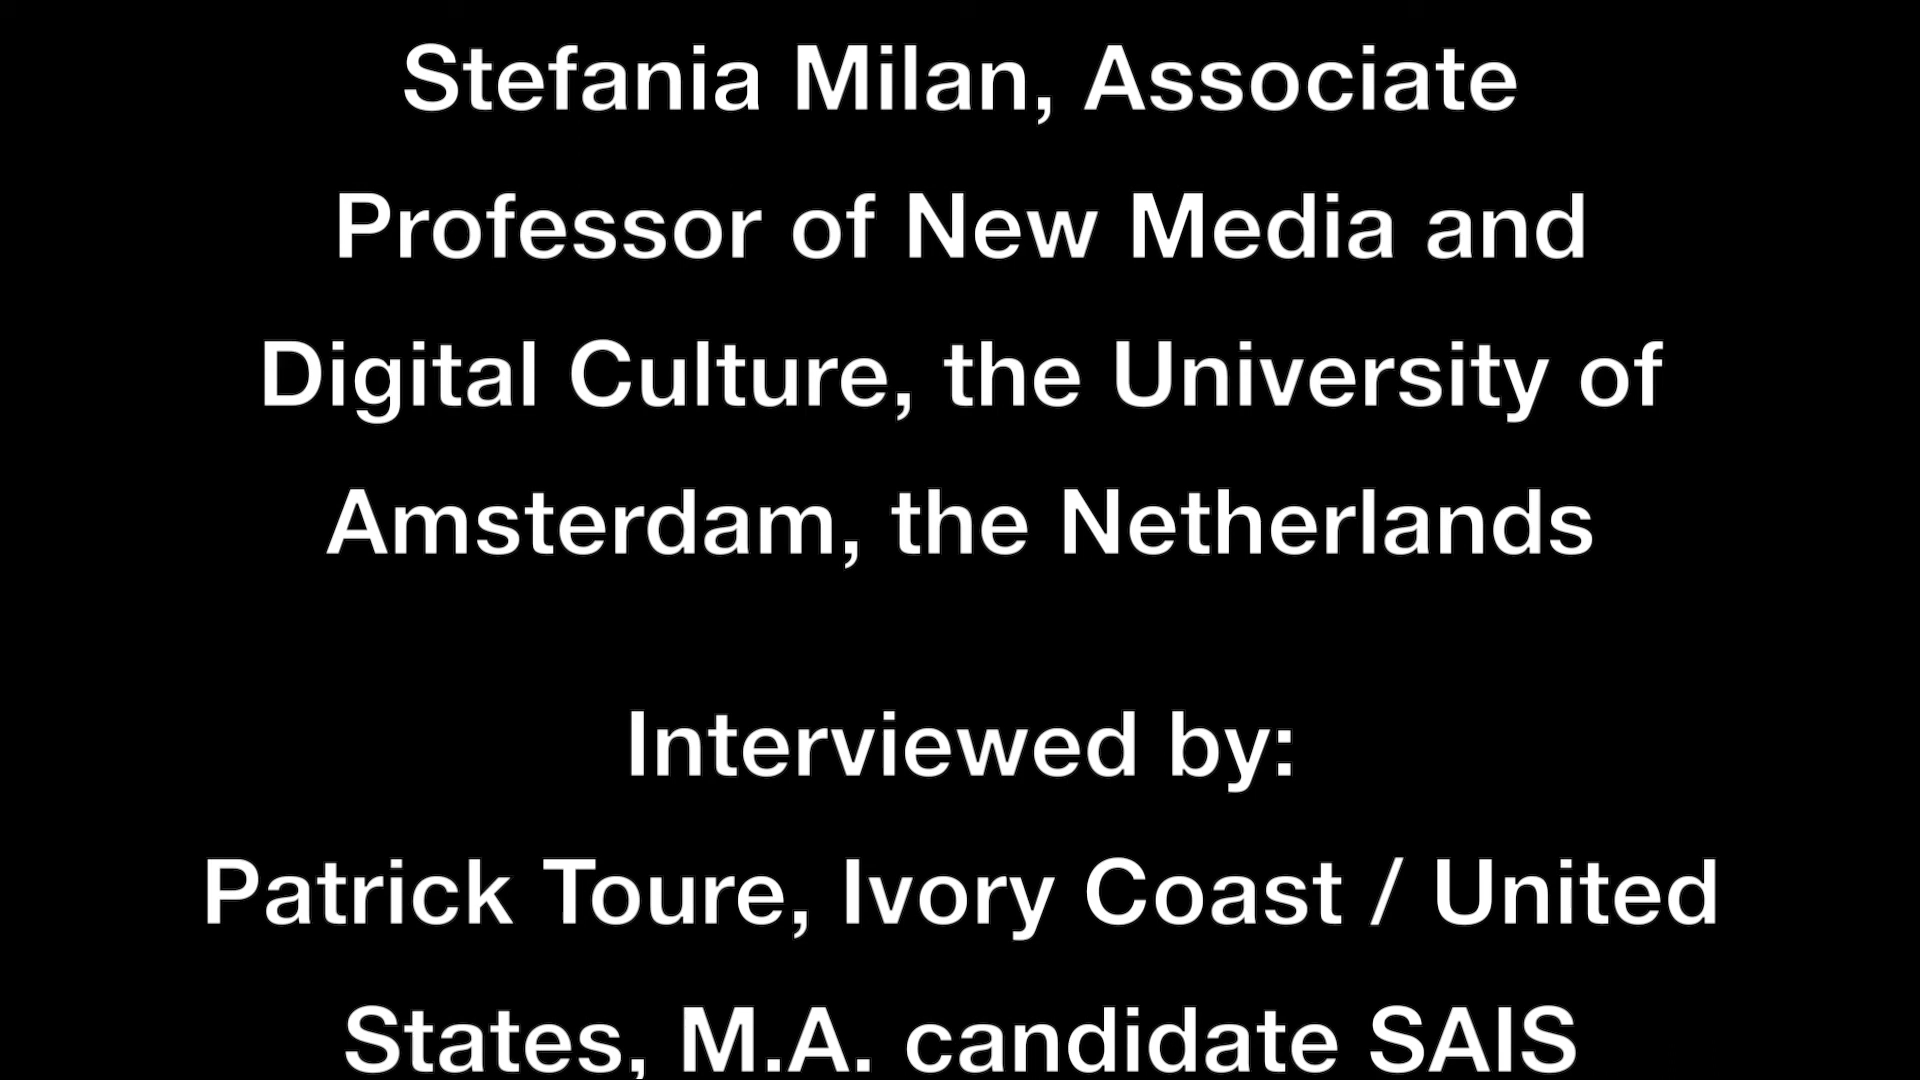 Stefania Milan, Associate
Professor of New Media and
Digital Culture, the University of
Amsterdam, the Netherlands
Interviewed by:
Patrick Toure, Ivory Coast / United
States, M.A. candidate SAIS